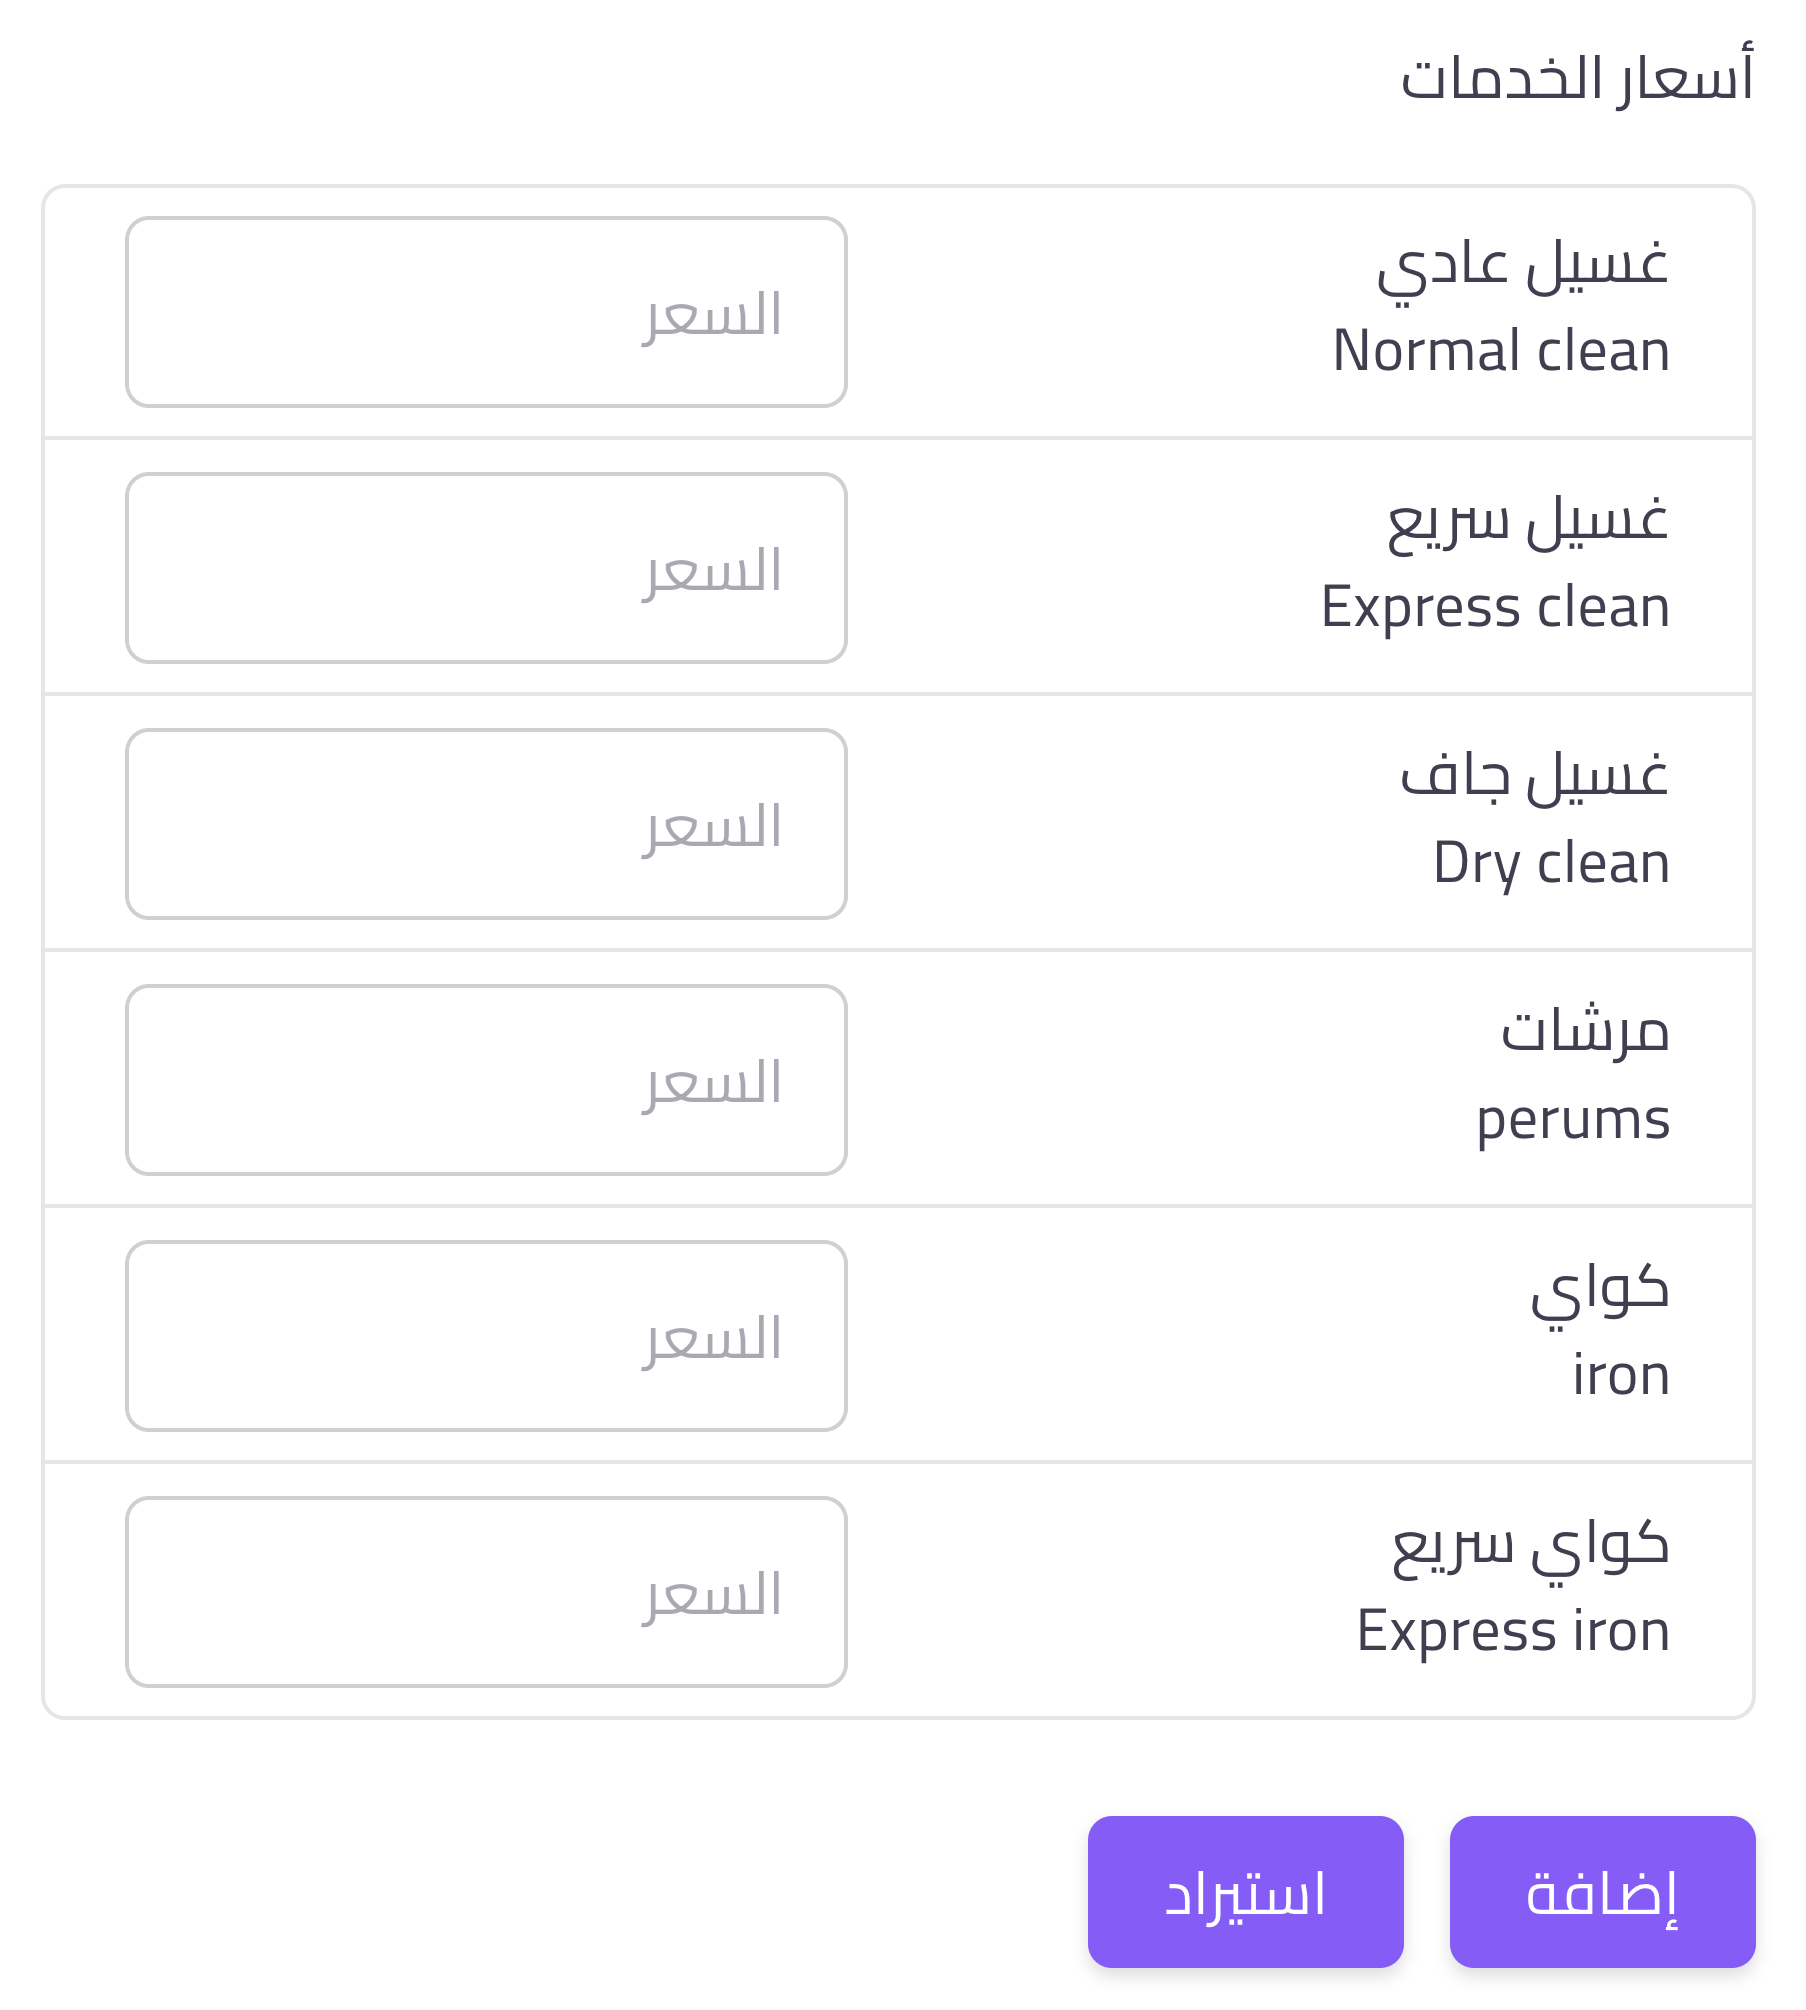 أسعار الخدمات
غسيل عادي
Normal clean
السعر
غسيل سريع
Express clean
السعر
غسيل جاف
Dry clean
السعر
مرشات
perums
السعر
كواي
iron
السعر
كواي سريع
Express iron
السعر
إضافة
استيراد